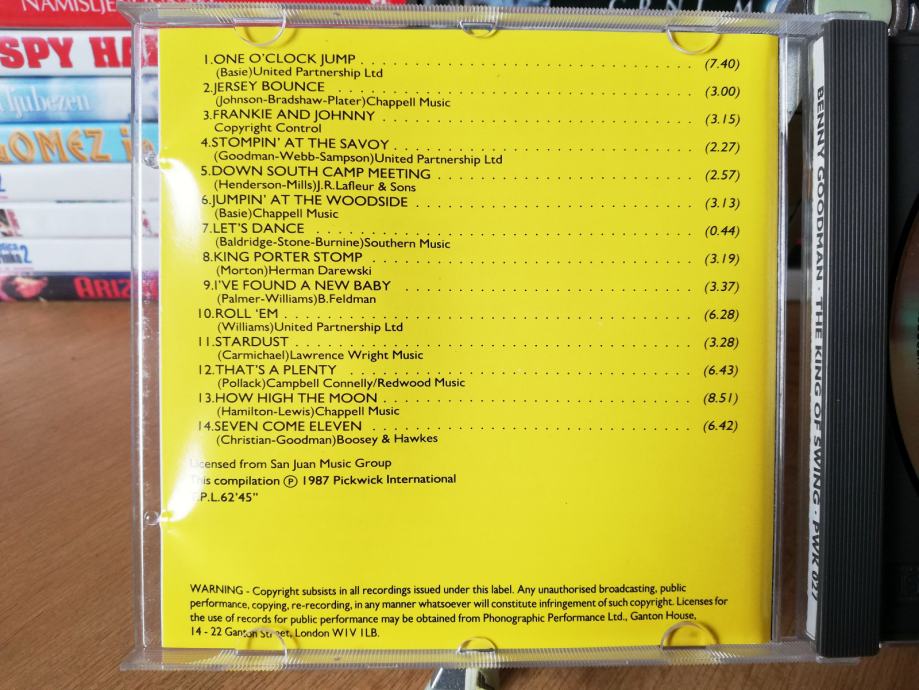 NAMISLJEN
SPY HA
ljubezen
GOMEZ
2
2
ARIZ
1.ONE O'CLOCK JUMP . . . . . . . . . . . . . . . . . . . . . . . . . . . . . . (7.40)
(Basie)United Partnership Ltd
2.JERSEY BOUNCE . . . . . . . . . . . . . . . . . . . . . . . . . . . . . . (3.00)
(Johnson-Bradshaw-Plater)Chappell Music
3.FRANKIE AND JOHNNY . . . . . . . . . . . . . . . . . . . . . . . . . . . (3.15)
Copyright Control
4.STOMPIN' AT THE SAVOY . . . . . . . . . . . . . . . . . . . . . . . . . . (2.27)
(Goodman-Webb-Sampson)United Partnership Ltd
5.DOWN SOUTH CAMP MEETING . . . . . . . . . . . . . . . . . . . . . . . (2.57)
(Henderson-Mills)J.R.Lafleur & Sons
6.JUMPIN' AT THE WOODSIDE . . . . . . . . . . . . . . . . . . . . . . . . (3.13)
(Basie)Chappell Music
7.LET'S DANCE . . . . . . . . . . . . . . . . . . . . . . . . . . . . . . . . (0.44)
(Baldridge-Stone-Burnine)Southern Music
8.KING PORTER STOMP . . . . . . . . . . . . . . . . . . . . . . . . . . . . (3.19)
(Morton)Herman Darewski
9.I'VE FOUND A NEW BABY . . . . . . . . . . . . . . . . . . . . . . . . . (3.37)
(Palmer-Williams)B.Feldman
10.ROLL 'EM . . . . . . . . . . . . . . . . . . . . . . . . . . . . . . . . . . (6.28)
(Williams)United Partnership Ltd
11.STARDUST . . . . . . . . . . . . . . . . . . . . . . . . . . . . . . . . . (3.28)
(Carmichael)Lawrence Wright Music
12.THAT'S A PLENTY . . . . . . . . . . . . . . . . . . . . . . . . . . . . . (6.43)
(Pollack)Campbell Connelly/Redwood Music
13.HOW HIGH THE MOON . . . . . . . . . . . . . . . . . . . . . . . . . . . (8.51)
(Hamilton-Lewis)Chappell Music
14.SEVEN COME ELEVEN . . . . . . . . . . . . . . . . . . . . . . . . . . . . (6.42)
(Christian-Goodman)Boosey & Hawkes
Licensed from San Juan Music Group
This compilation ℗ 1987 Pickwick International
P.L.62'45"
WARNING - Copyright subsists in all recordings issued under this label. Any unauthorised broadcasting, public
performance, copying, re-recording, in any manner whatsoever will constitute infringement of such copyright. Licenses for
the use of records for public performance may be obtained from Phonographic Performance Ltd., Ganton House,
14 - 22 Ganton Street, London W1V 1LB.
BENNY GOODMAN · THE KING OF SWING · PWK 027